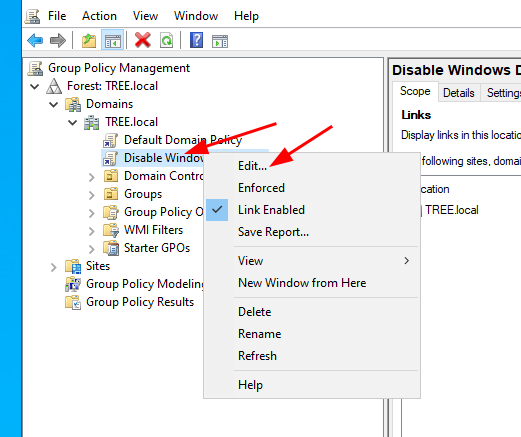 File Action View Window Help
Group Policy Management
Forest: TREE.local
Domains
TREE.local
Default Domain Policy
Disable Window
Domain Contro
Groups
Group Policy O
WMI Filters
Starter GPOs
Sites
Group Policy Modeling
Group Policy Results
Edit...
Enforced
Link Enabled
Save Report...
View
New Window from Here
Delete
Rename
Refresh
Help
Disable Windows D
Scope Details Settings
Links
Display links in this location
following sites, domai
ocation
TREE.local